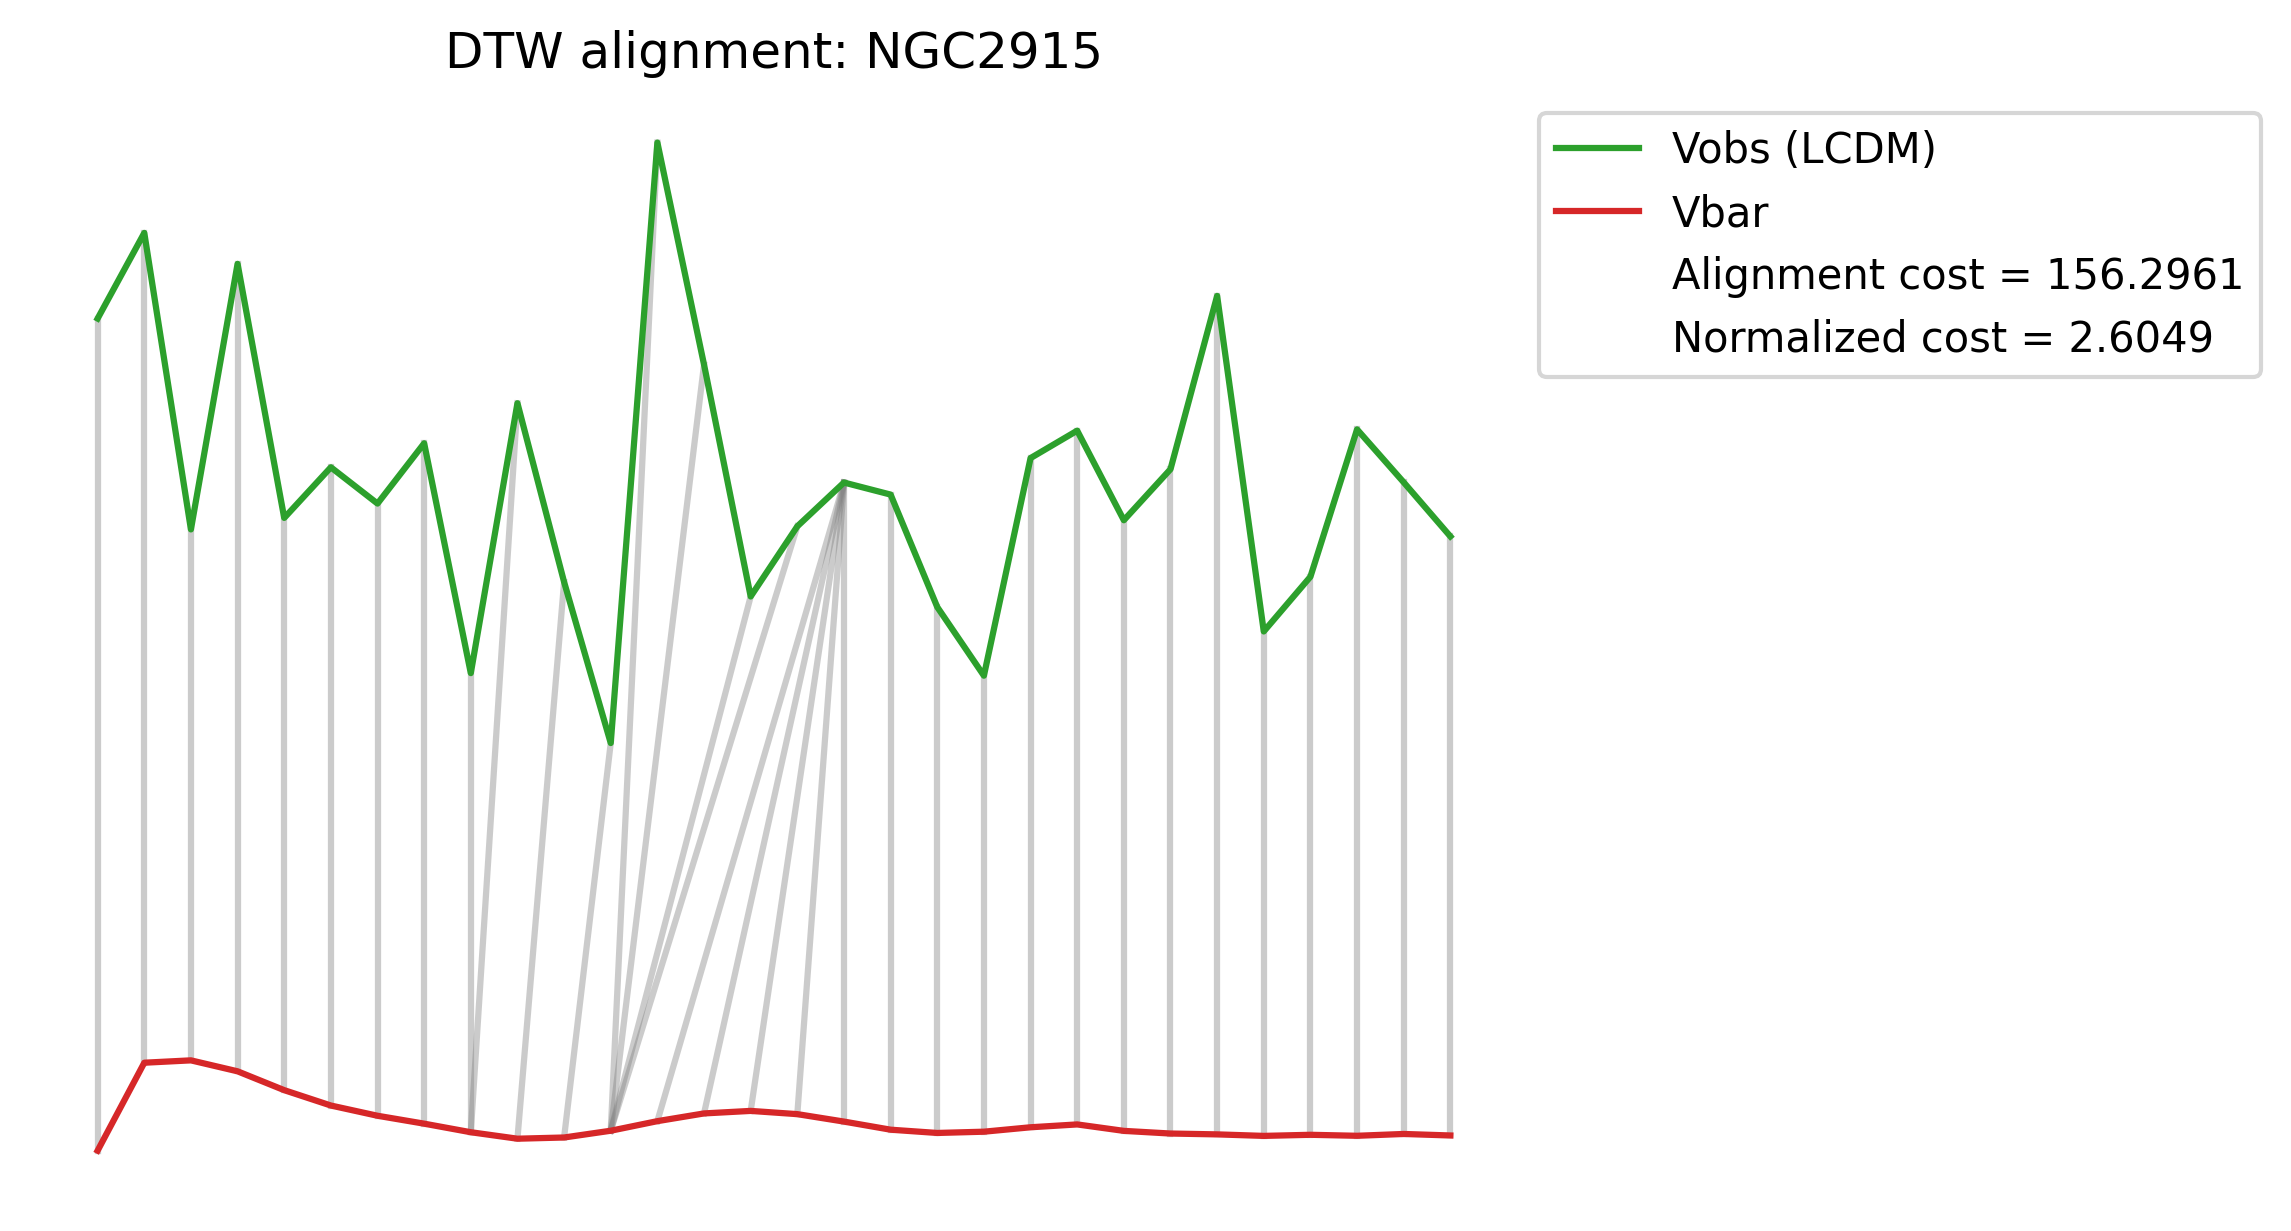 DTW alignment: NGC2915
Vobs (LCDM)
Vbar
Alignment cost = 156.2961
Normalized cost = 2.6049